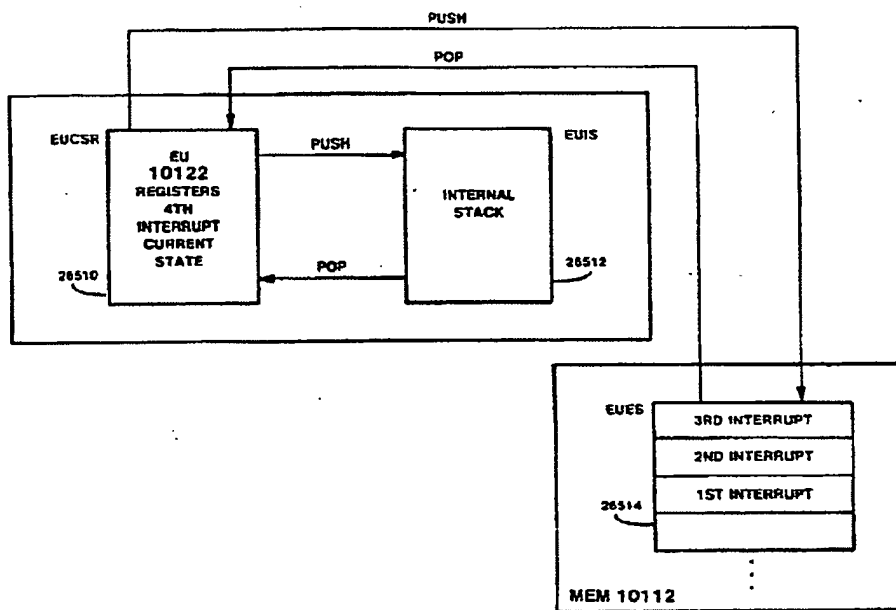 PUSH
POP
EUCSR
EU
10122
REGISTERS
4TH
INTERRUPT
CURRENT
STATE
26510
PUSH
POP
EUIS
INTERNAL
STACK
26512
EUES
3RD INTERRUPT
2ND INTERRUPT
1ST INTERRUPT
26514
MEM 10112